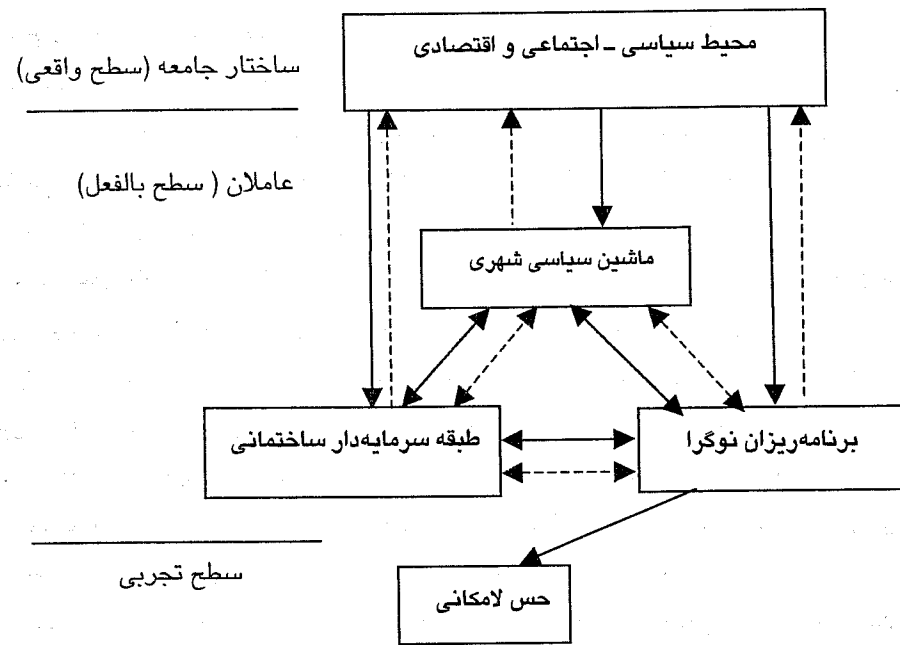 محیط سیاسی - اجتماعی و اقتصادی
ساختار جامعه (سطح واقعی)
عاملان ( سطح بالفعل)
ماشین سیاسی شهری
برنامه‌ریزان نوگرا
طبقه سرمایه‌دار ساختمانی
سطح تجربی
حس لامکانی